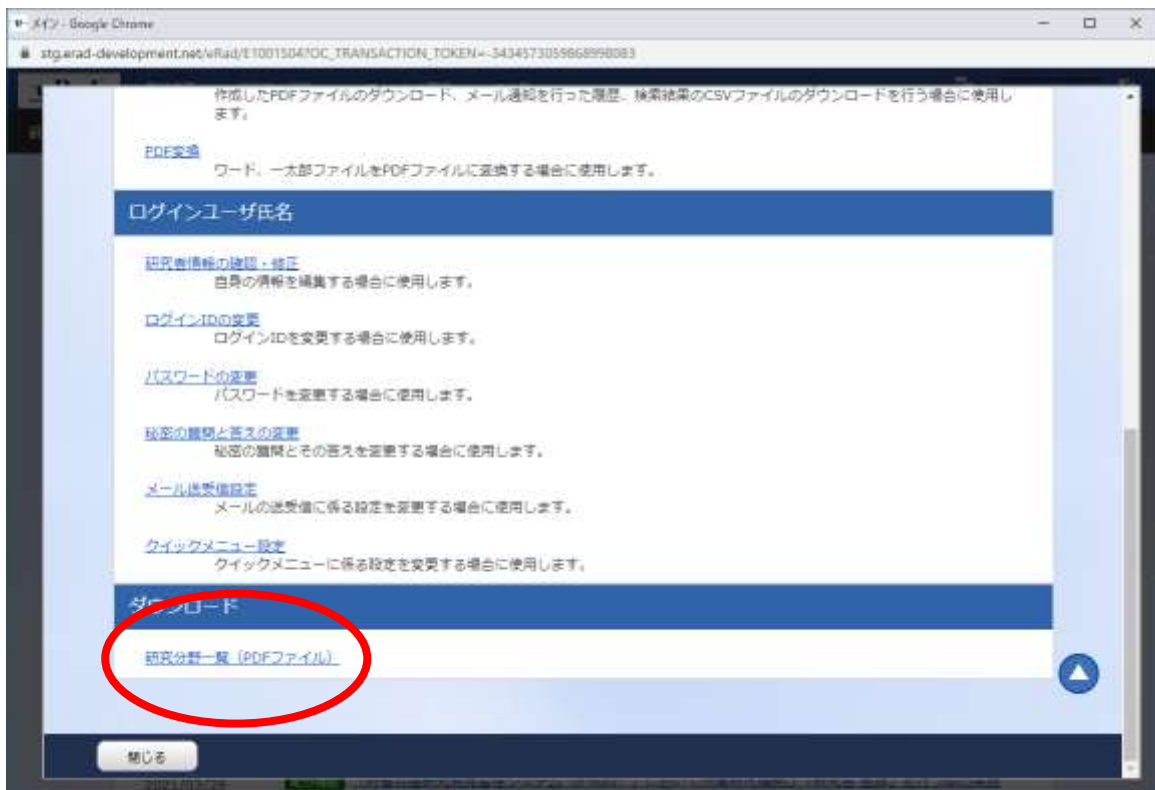 メイン - Google Chrome
作成したPDFファイルのダウンロード、メール通知を行った履歴、検索結果のCSVファイルのダウンロードを行う場合に使用し
ます。
PDF変換
ワード、一太郎ファイルをPDFファイルに変換する場合に使用します。
ログインユーザ氏名
研究者情報の確認・修正
自身の情報を編集する場合に使用します。
ログインIDの変更
ログインIDを変更する場合に使用します。
パスワードの変更
パスワードを変更する場合に使用します。
秘密の質問と答えの変更
秘密の質問とその答えを変更する場合に使用します。
メール送受信設定
メールの送受信に係る設定を変更する場合に使用します。
クイックメニュー設定
クイックメニューに係る設定を変更する場合に使用します。
ダウンロード
研究分野一覧（PDFファイル）
閉じる